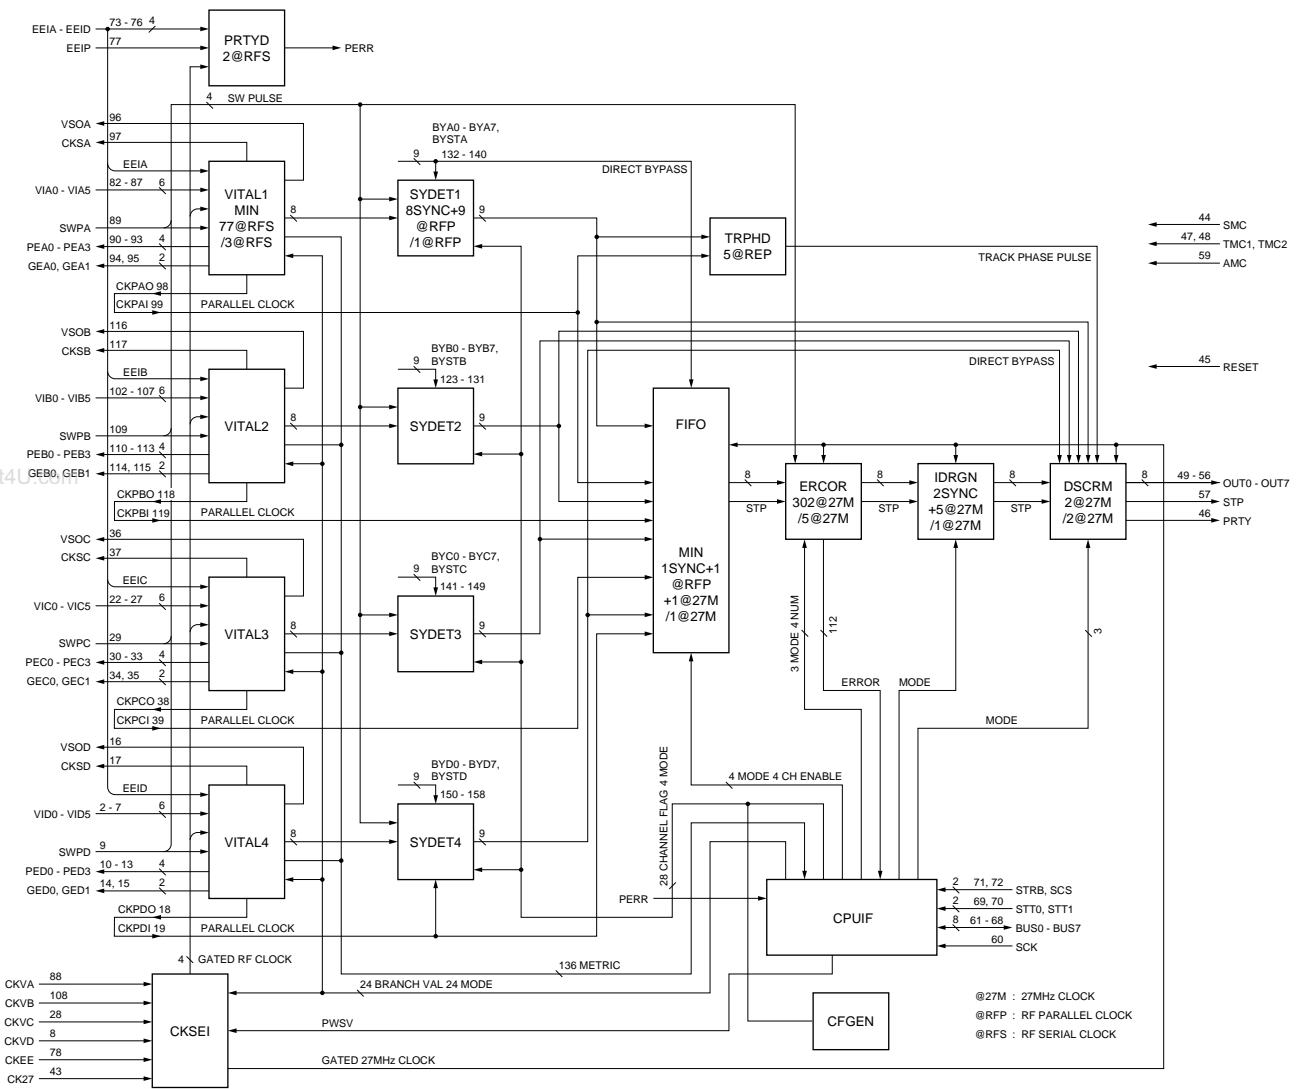 EEIA - EEID 73 - 76 4
EEIP 77
PRTYD
2@RFS
PERR
4 SW PULSE
VSOA 96
CKSA 97
EEIA
VIA0 - VIA5 82 - 87 6
SWPA 89
PEA0 - PEA3 90 - 93 4
GEA0, GEA1 94, 95 2
VITAL1
MIN
77@RFS
/3@RFS
8
CKPAO 98
CKPAI 99 PARALLEL CLOCK
BYA0 - BYA7,
BYSTA
9 132 - 140
DIRECT BYPASS
SYDET1
8SYNC+9
@RFP
/1@RFP
9
TRPHD
5@REP
TRACK PHASE PULSE
44 SMC
47, 48 TMC1, TMC2
59 AMC
VSOB 116
CKSB 117
EEIB
VIB0 - VIB5 102 - 107 6
SWPB 109
PEB0 - PEB3 110 - 113 4
t4U.com
GEB0, GEB1 114, 115 2
VITAL2
8
CKPBO 118
CKPBI 119 PARALLEL CLOCK
BYB0 - BYB7,
BYSTB
9 123 - 131
SYDET2
9
DIRECT BYPASS
45 RESET
FIFO
MIN
1SYNC+1
@RFP
+1@27M
/1@27M
8
STP
ERCOR
302@27M
/5@27M
8
STP
IDRGN
2SYNC
+5@27M
/1@27M
8
STP
DSCRM
2@27M
/2@27M
8 49 - 56 OUT0 - OUT7
57 STP
46 PRTY
VSOC 36
CKSC 37
EEIC
VIC0 - VIC5 22 - 27 6
SWPC 29
PEC0 - PEC3 30 - 33 4
GEC0, GEC1 34, 35 2
VITAL3
8
CKPCO 38
CKPCI 39 PARALLEL CLOCK
BYC0 - BYC7,
BYSTC
9 141 - 149
SYDET3
9
3 MODE 4 NUM
112
3
ERROR
MODE
MODE
VSOD 16
CKSD 17
EEID
VID0 - VID5 2 - 7 6
SWPD 9
PED0 - PED3 10 - 13 4
GED0, GED1 14, 15 2
VITAL4
8
CKPDO 18
CKPDI 19 PARALLEL CLOCK
BYD0 - BYD7,
BYSTD
9 150 - 158
SYDET4
9
28 CHANNEL FLAG 4 MODE
4 MODE 4 CH ENABLE
PERR
CPUIF
2 71, 72 STRB, SCS
2 69, 70 STT0, STT1
8 61 - 68 BUS0 - BUS7
60 SCK
4 GATED RF CLOCK
136 METRIC
24 BRANCH VAL 24 MODE
PWSV
GATED 27MHz CLOCK
CKVA 88
CKVB 108
CKVC 28
CKVD 8
CKEE 78
CK27 43
CKSEI
CFGEN
@27M : 27MHz CLOCK
@RFP : RF PARALLEL CLOCK
@RFS : RF SERIAL CLOCK